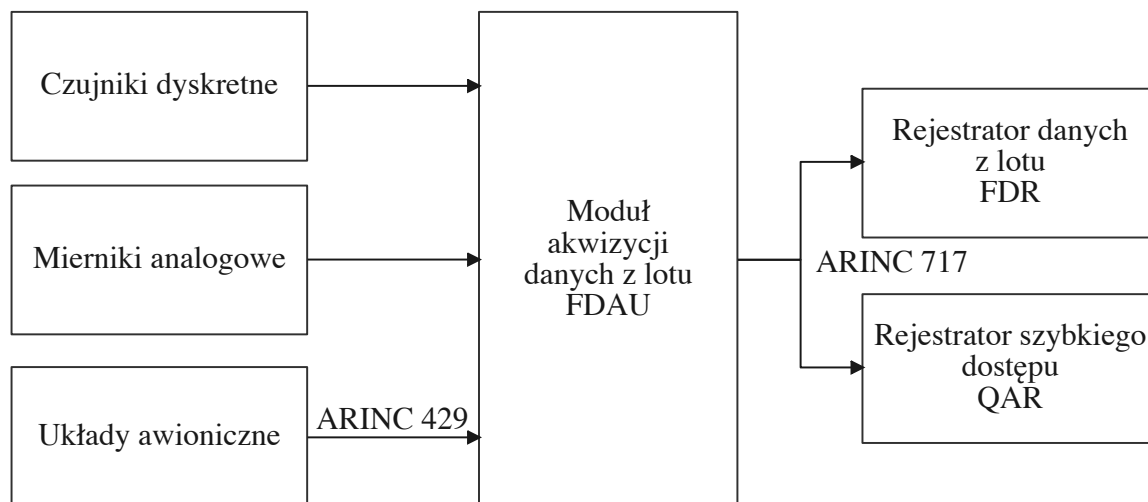 Czujniki dyskretne
Mierniki analogowe
Układy awioniczne
ARINC 429
Moduł
akwizycji
danych z lotu
FDAU
ARINC 717
Rejestrator danych
z lotu
FDR
Rejestrator szybkiego
dostępu
QAR